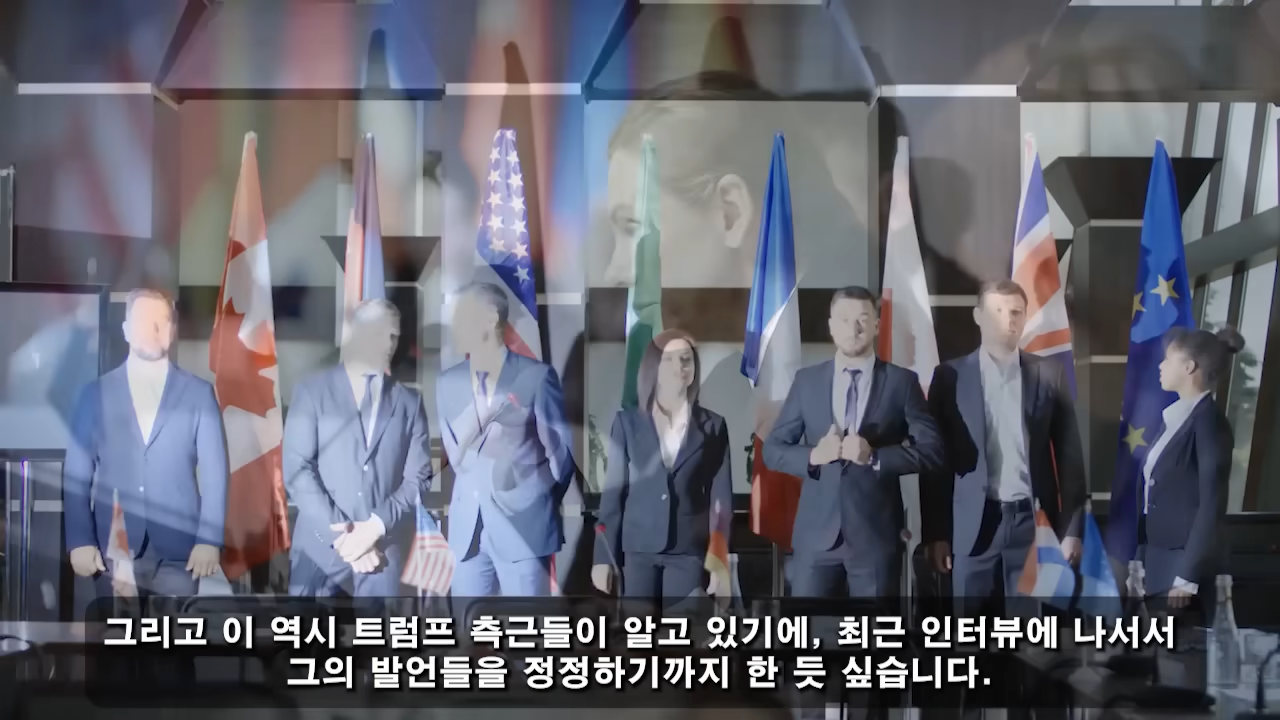 그리고 이 역시 트럼프 측근들이 알고 있기에, 최근 인터뷰에 나서서
그의 발언들을 정정하기까지 한 듯 싶습니다.